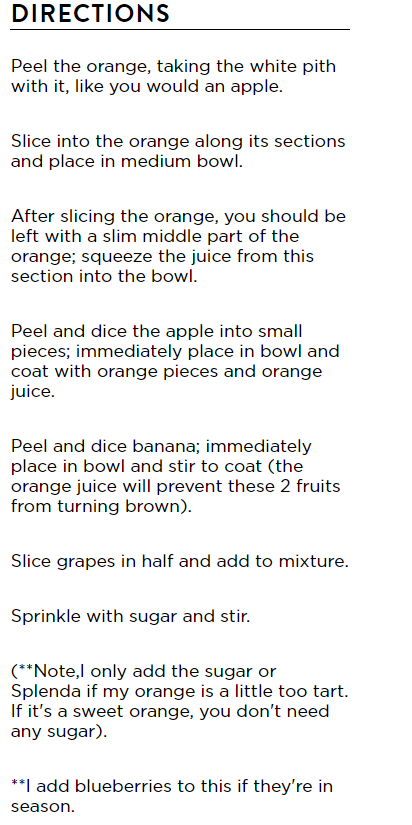 DIRECTIONS
Peel the orange, taking the white pith
with it, like you would an apple.
Slice into the orange along its sections
and place in medium bowl.
After slicing the orange, you should be
left with a slim middle part of the
orange; squeeze the juice from this
section into the bowl.
Peel and dice the apple into small
pieces; immediately place in bowl and
coat with orange pieces and orange
juice.
Peel and dice banana; immediately
place in bowl and stir to coat (the
orange juice will prevent these 2 fruits
from turning brown).
Slice grapes in half and add to mixture.
Sprinkle with sugar and stir.
(**Note,I only add the sugar or
Splenda if my orange is a little too tart.
If it's a sweet orange, you don't need
any sugar).
**I add blueberries to this if they're in
season.